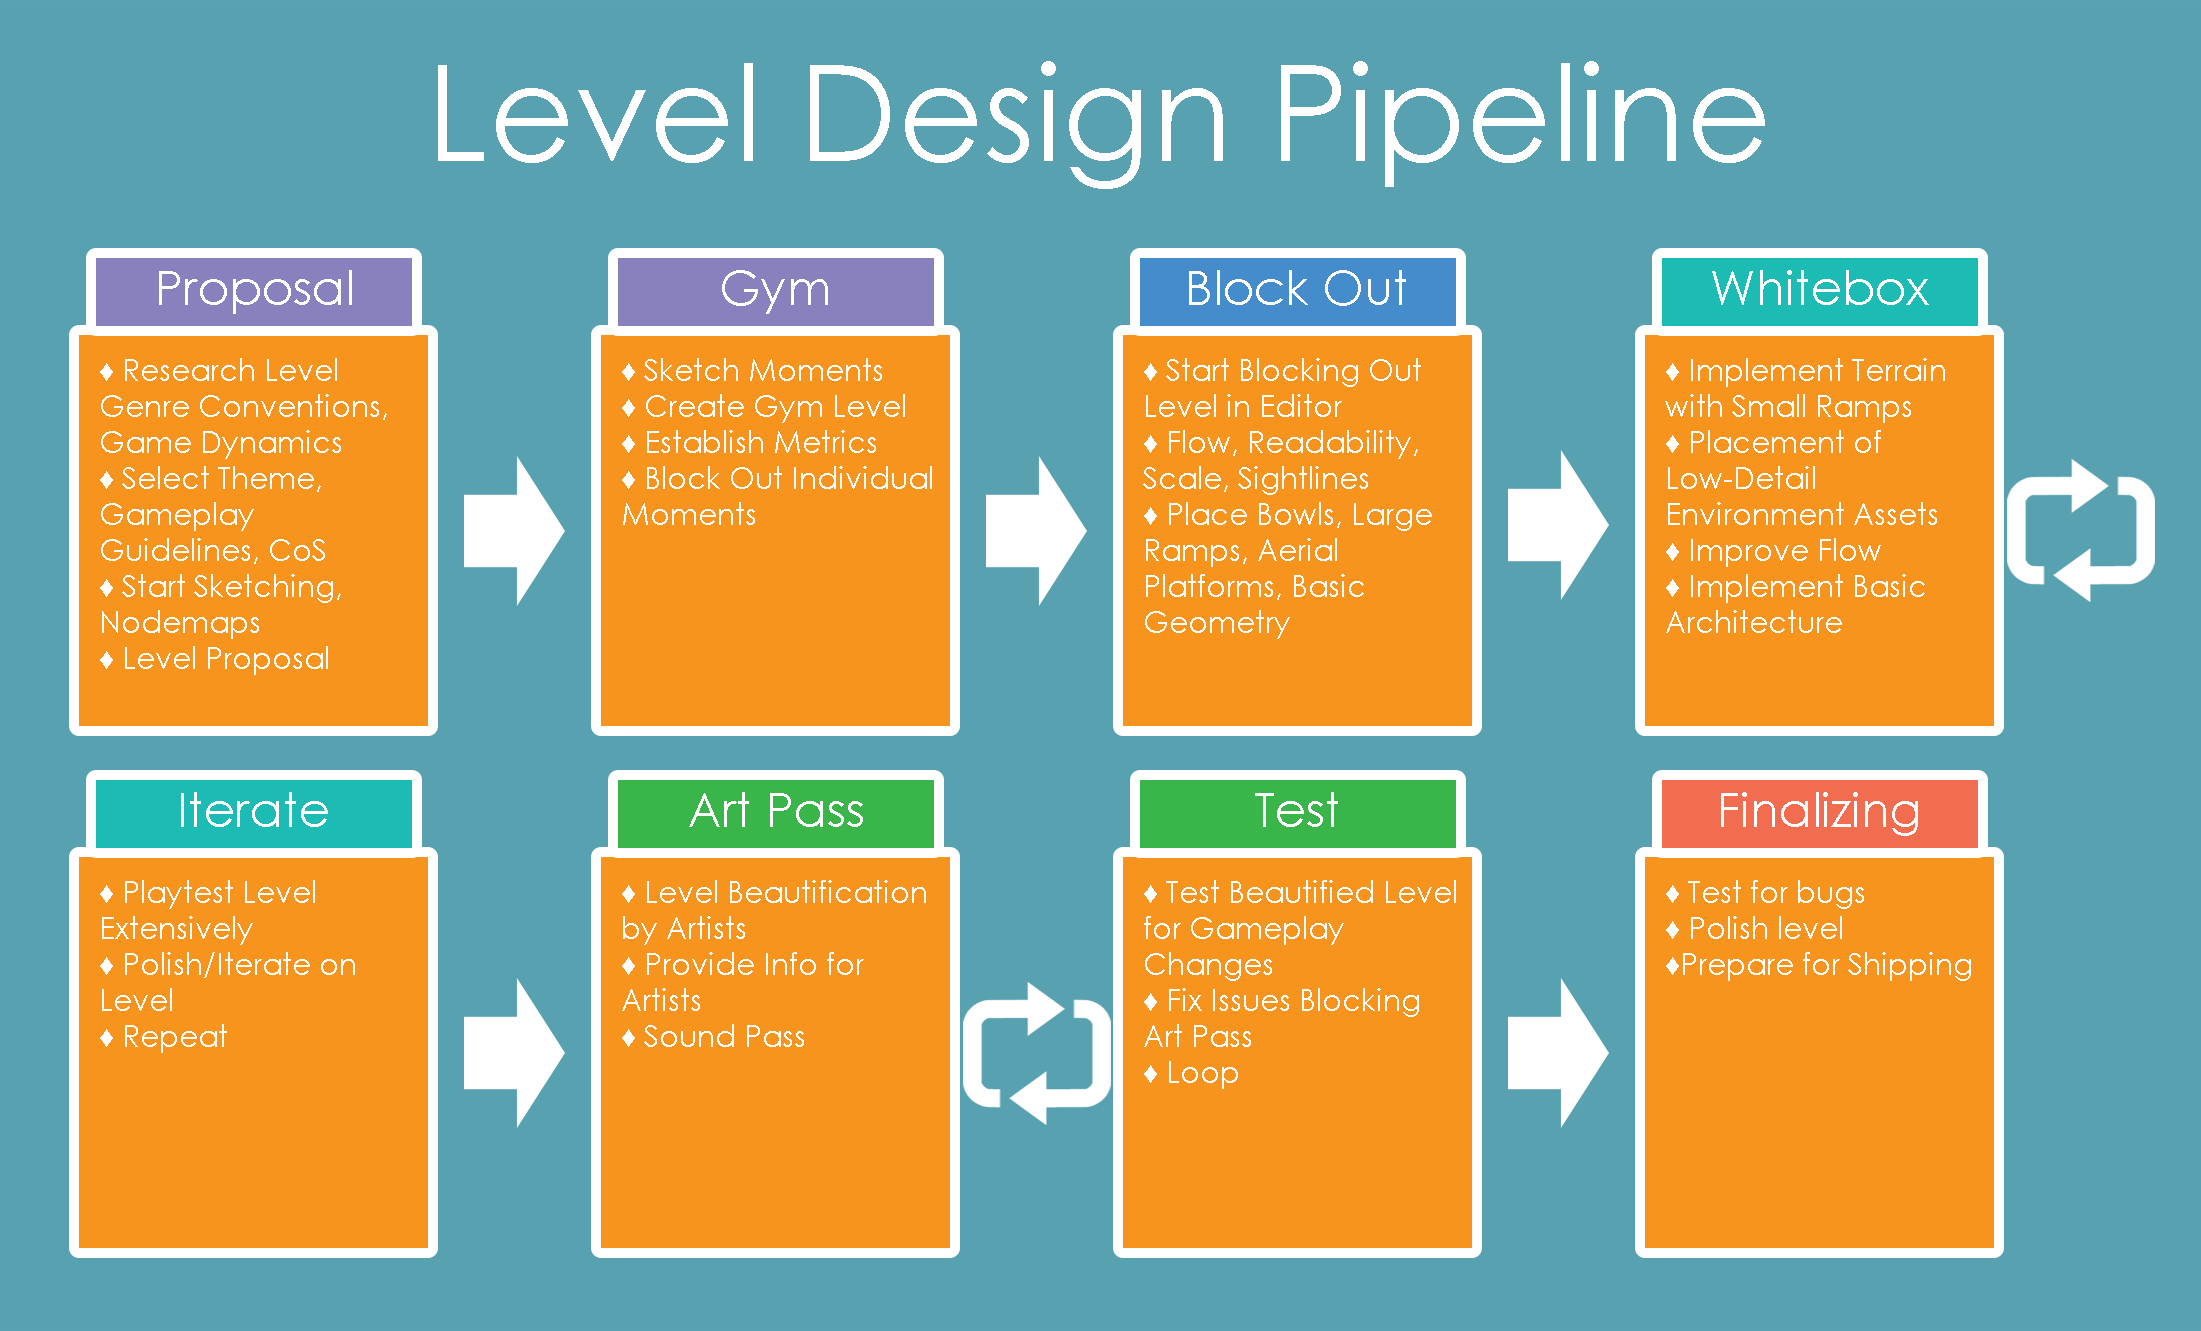 Level Design Pipeline
Proposal
♦ Research Level
Genre Conventions,
Game Dynamics
♦ Select Theme,
Gameplay
Guidelines, CoS
♦ Start Sketching,
Nodemaps
♦ Level Proposal
Gym
♦ Sketch Moments
♦ Create Gym Level
♦ Establish Metrics
♦ Block Out Individual
Moments
Block Out
♦ Start Blocking Out
Level in Editor
♦ Flow, Readability,
Scale, Sightlines
♦ Place Bowls, Large
Ramps, Aerial
Platforms, Basic
Geometry
Whitebox
♦ Implement Terrain
with Small Ramps
♦ Placement of
Low-Detail
Environment Assets
♦ Improve Flow
♦ Implement Basic
Architecture
Iterate
♦ Playtest Level
Extensively
♦ Polish/Iterate on
Level
♦ Repeat
Art Pass
♦ Level Beautification
by Artists
♦ Provide Info for
Artists
♦ Sound Pass
Test
♦ Test Beautified Level
for Gameplay
Changes
♦ Fix Issues Blocking
Art Pass
♦ Loop
Finalizing
♦ Test for bugs
♦ Polish level
♦Prepare for Shipping